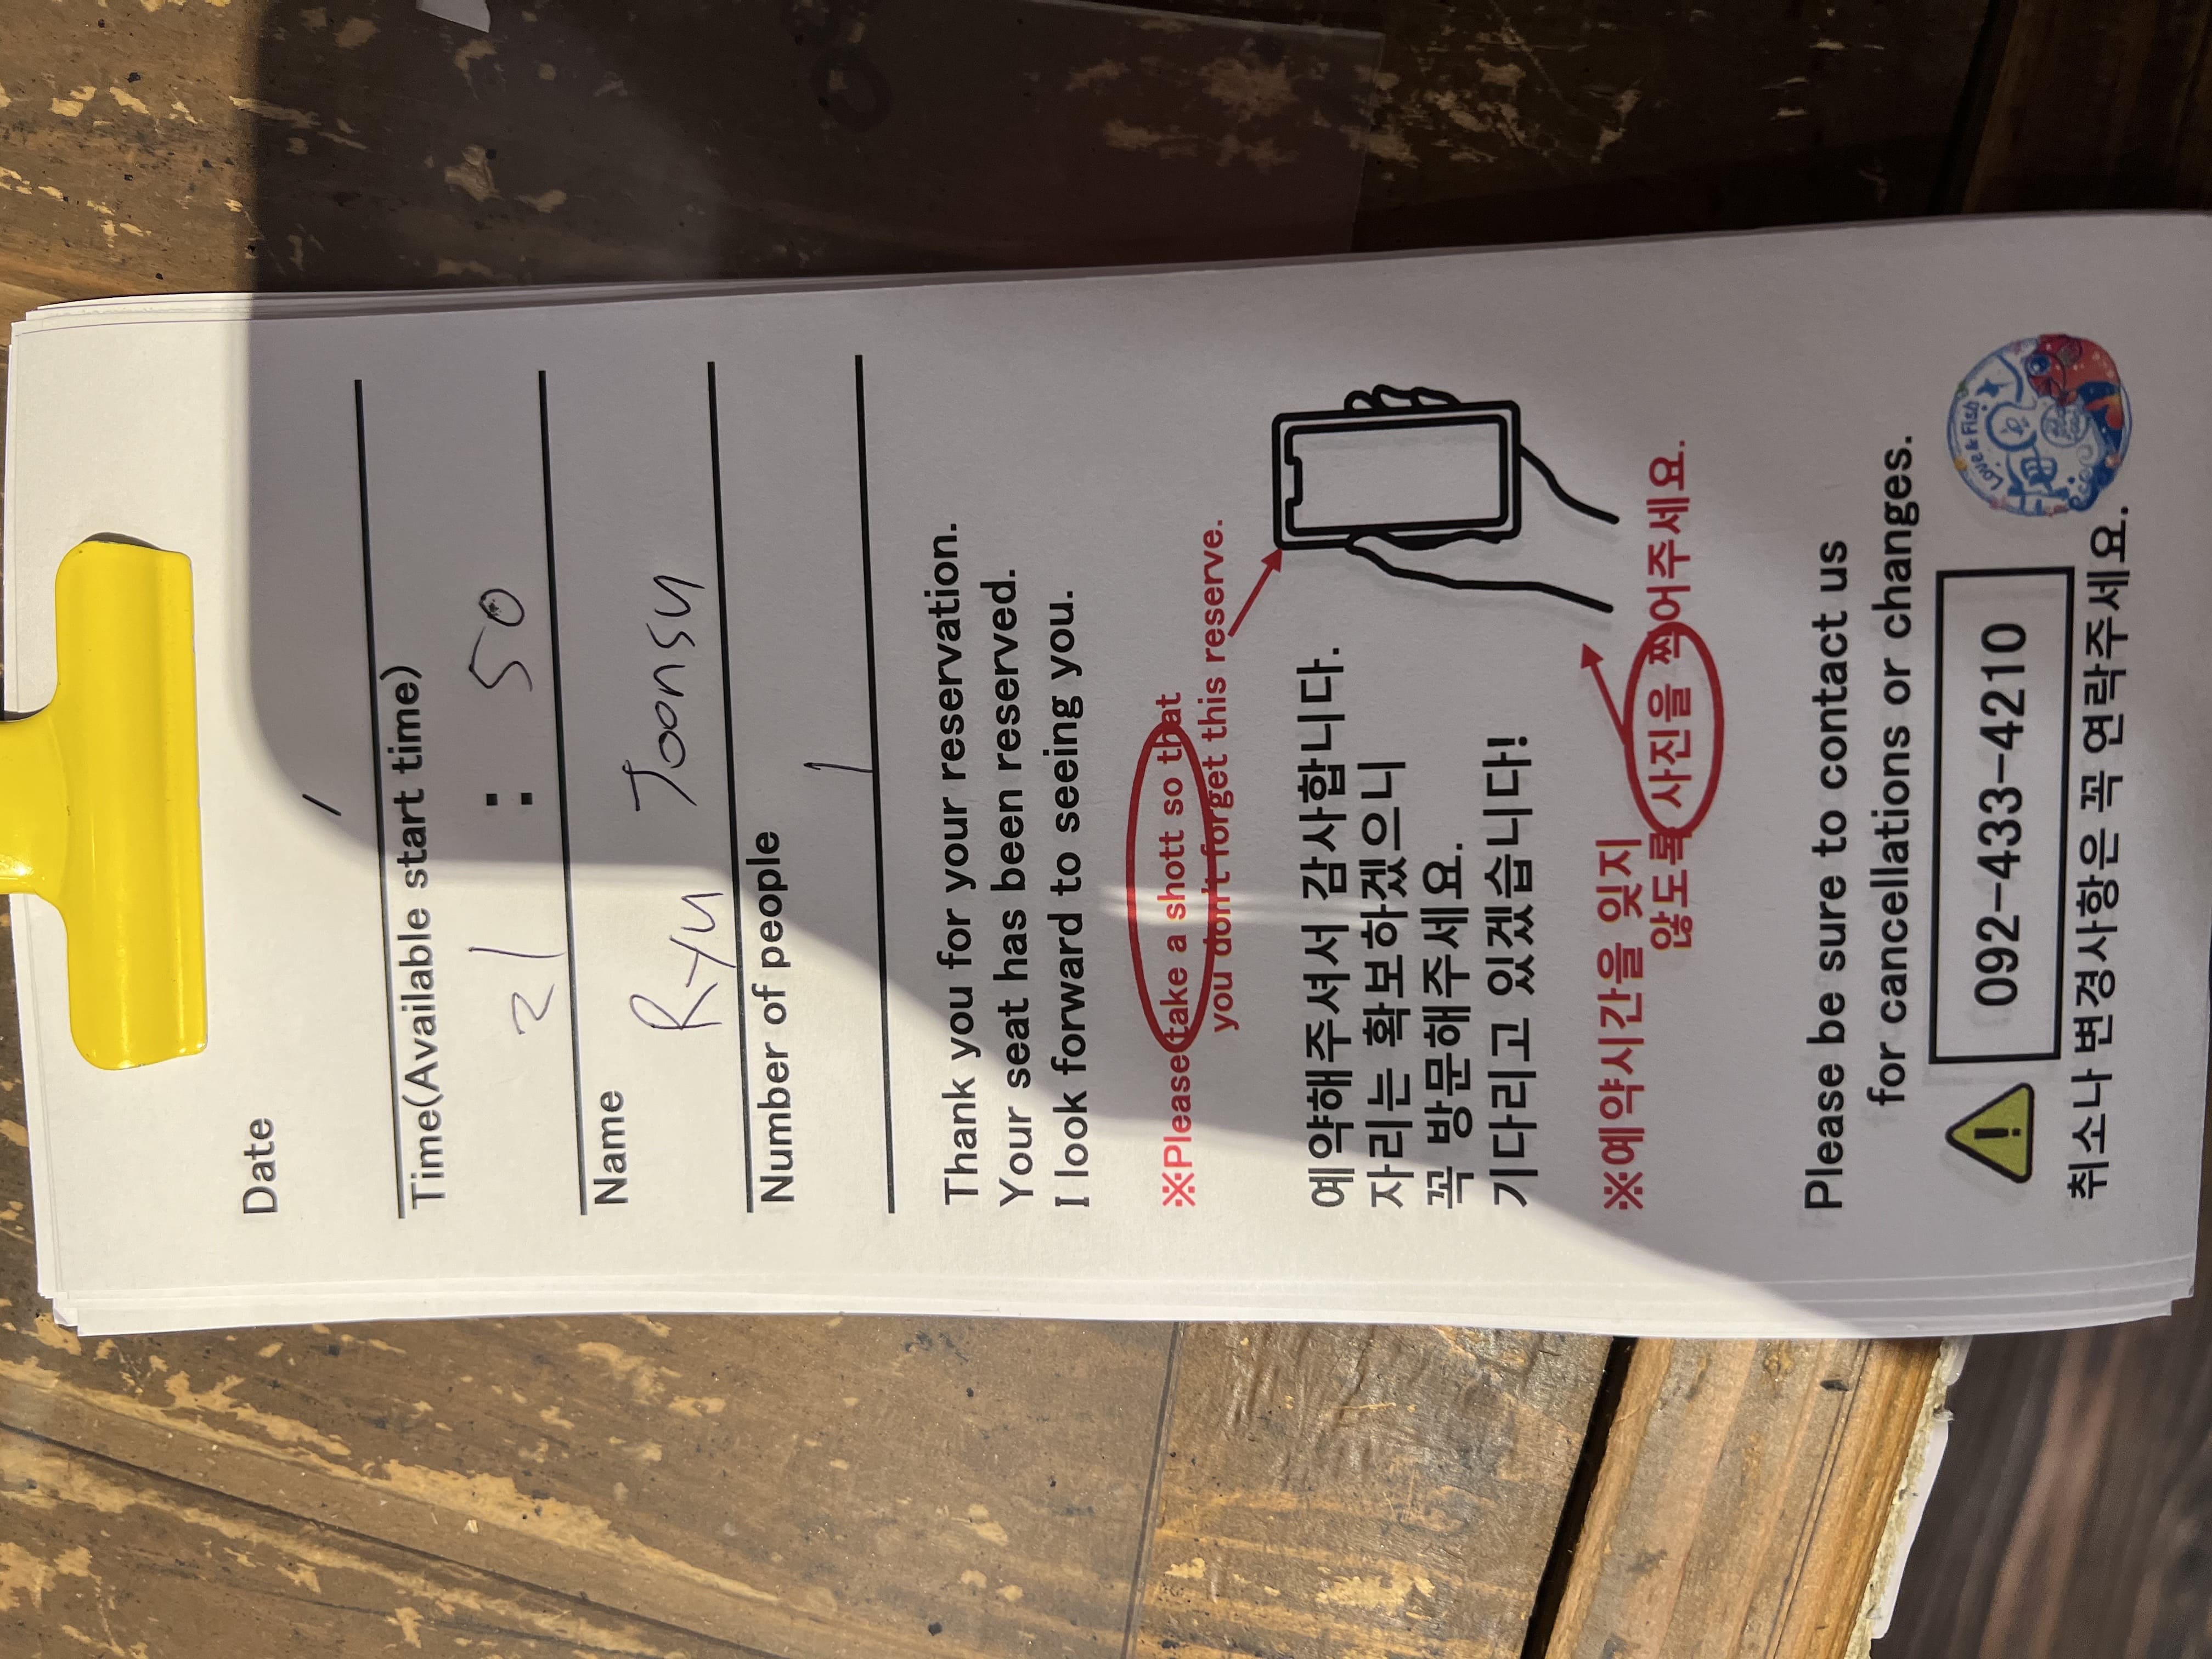 Date
/
Time(Available start time)
21 : 50
Name
Ryu Joonsu
Number of people
1
Thank you for your reservation.
Your seat has been reserved.
I look forward to seeing you.
※Please take a shott so that
you don't forget this reserve.
예약해주셔서 감사합니다.
자리는 확보하겠으니
꼭 방문해주세요.
기다리고 있겠습니다!
※예약시간을 잊지
않도록 사진을 찍어주세요.
Please be sure to contact us
for cancellations or changes.
092-433-4210
Love & Fish
취소나 변경사항은 꼭 연락주세요.